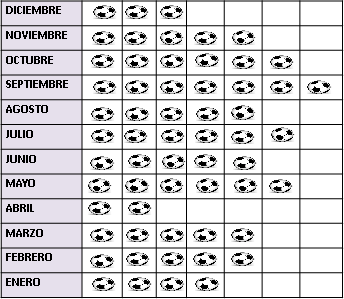 DICIEMBRE
NOVIEMBRE
OCTUBRE
SEPTIEMBRE
AGOSTO
JULIO
JUNIO
MAYO
ABRIL
MARZO
FEBRERO
ENERO